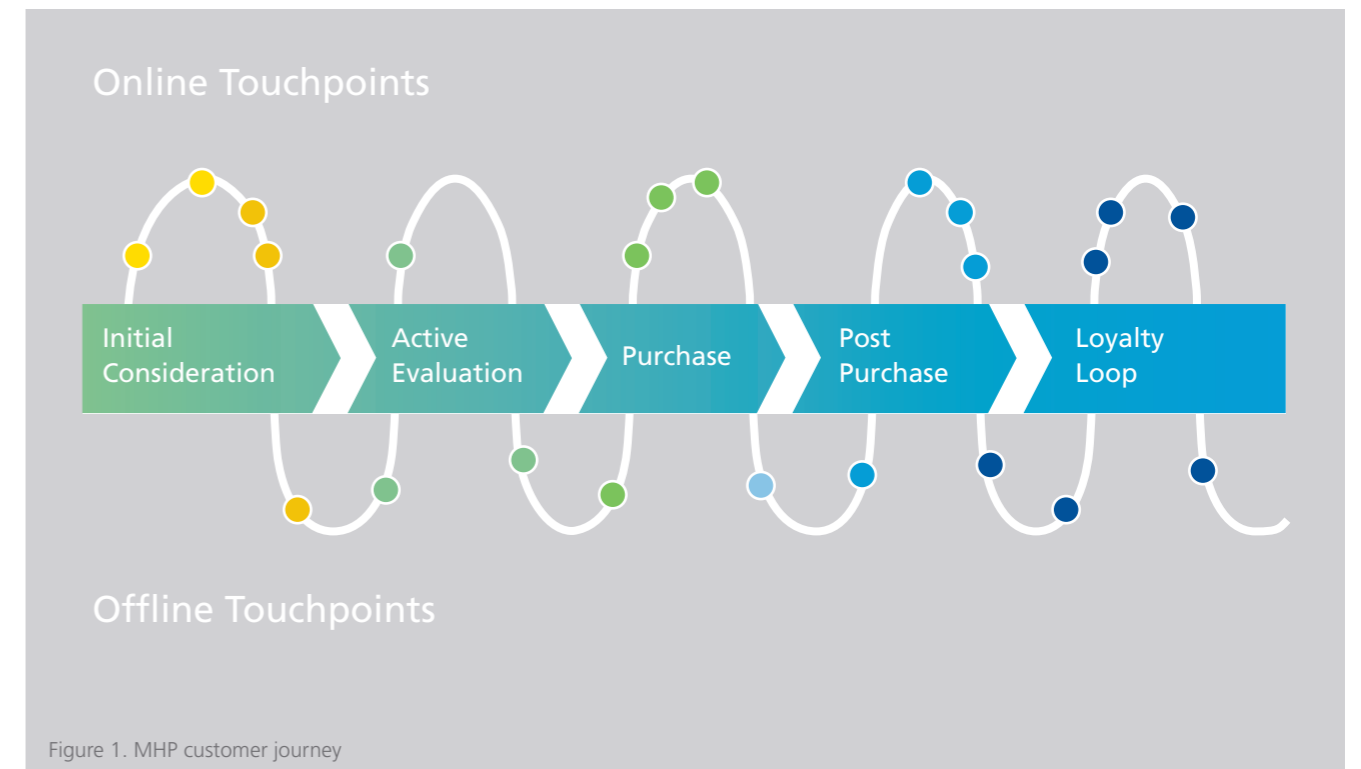 Online Touchpoints
Initial
Consideration
Active
Evaluation
Purchase
Post
Purchase
Loyalty
Loop
Offline Touchpoints
Figure 1. MHP customer journey